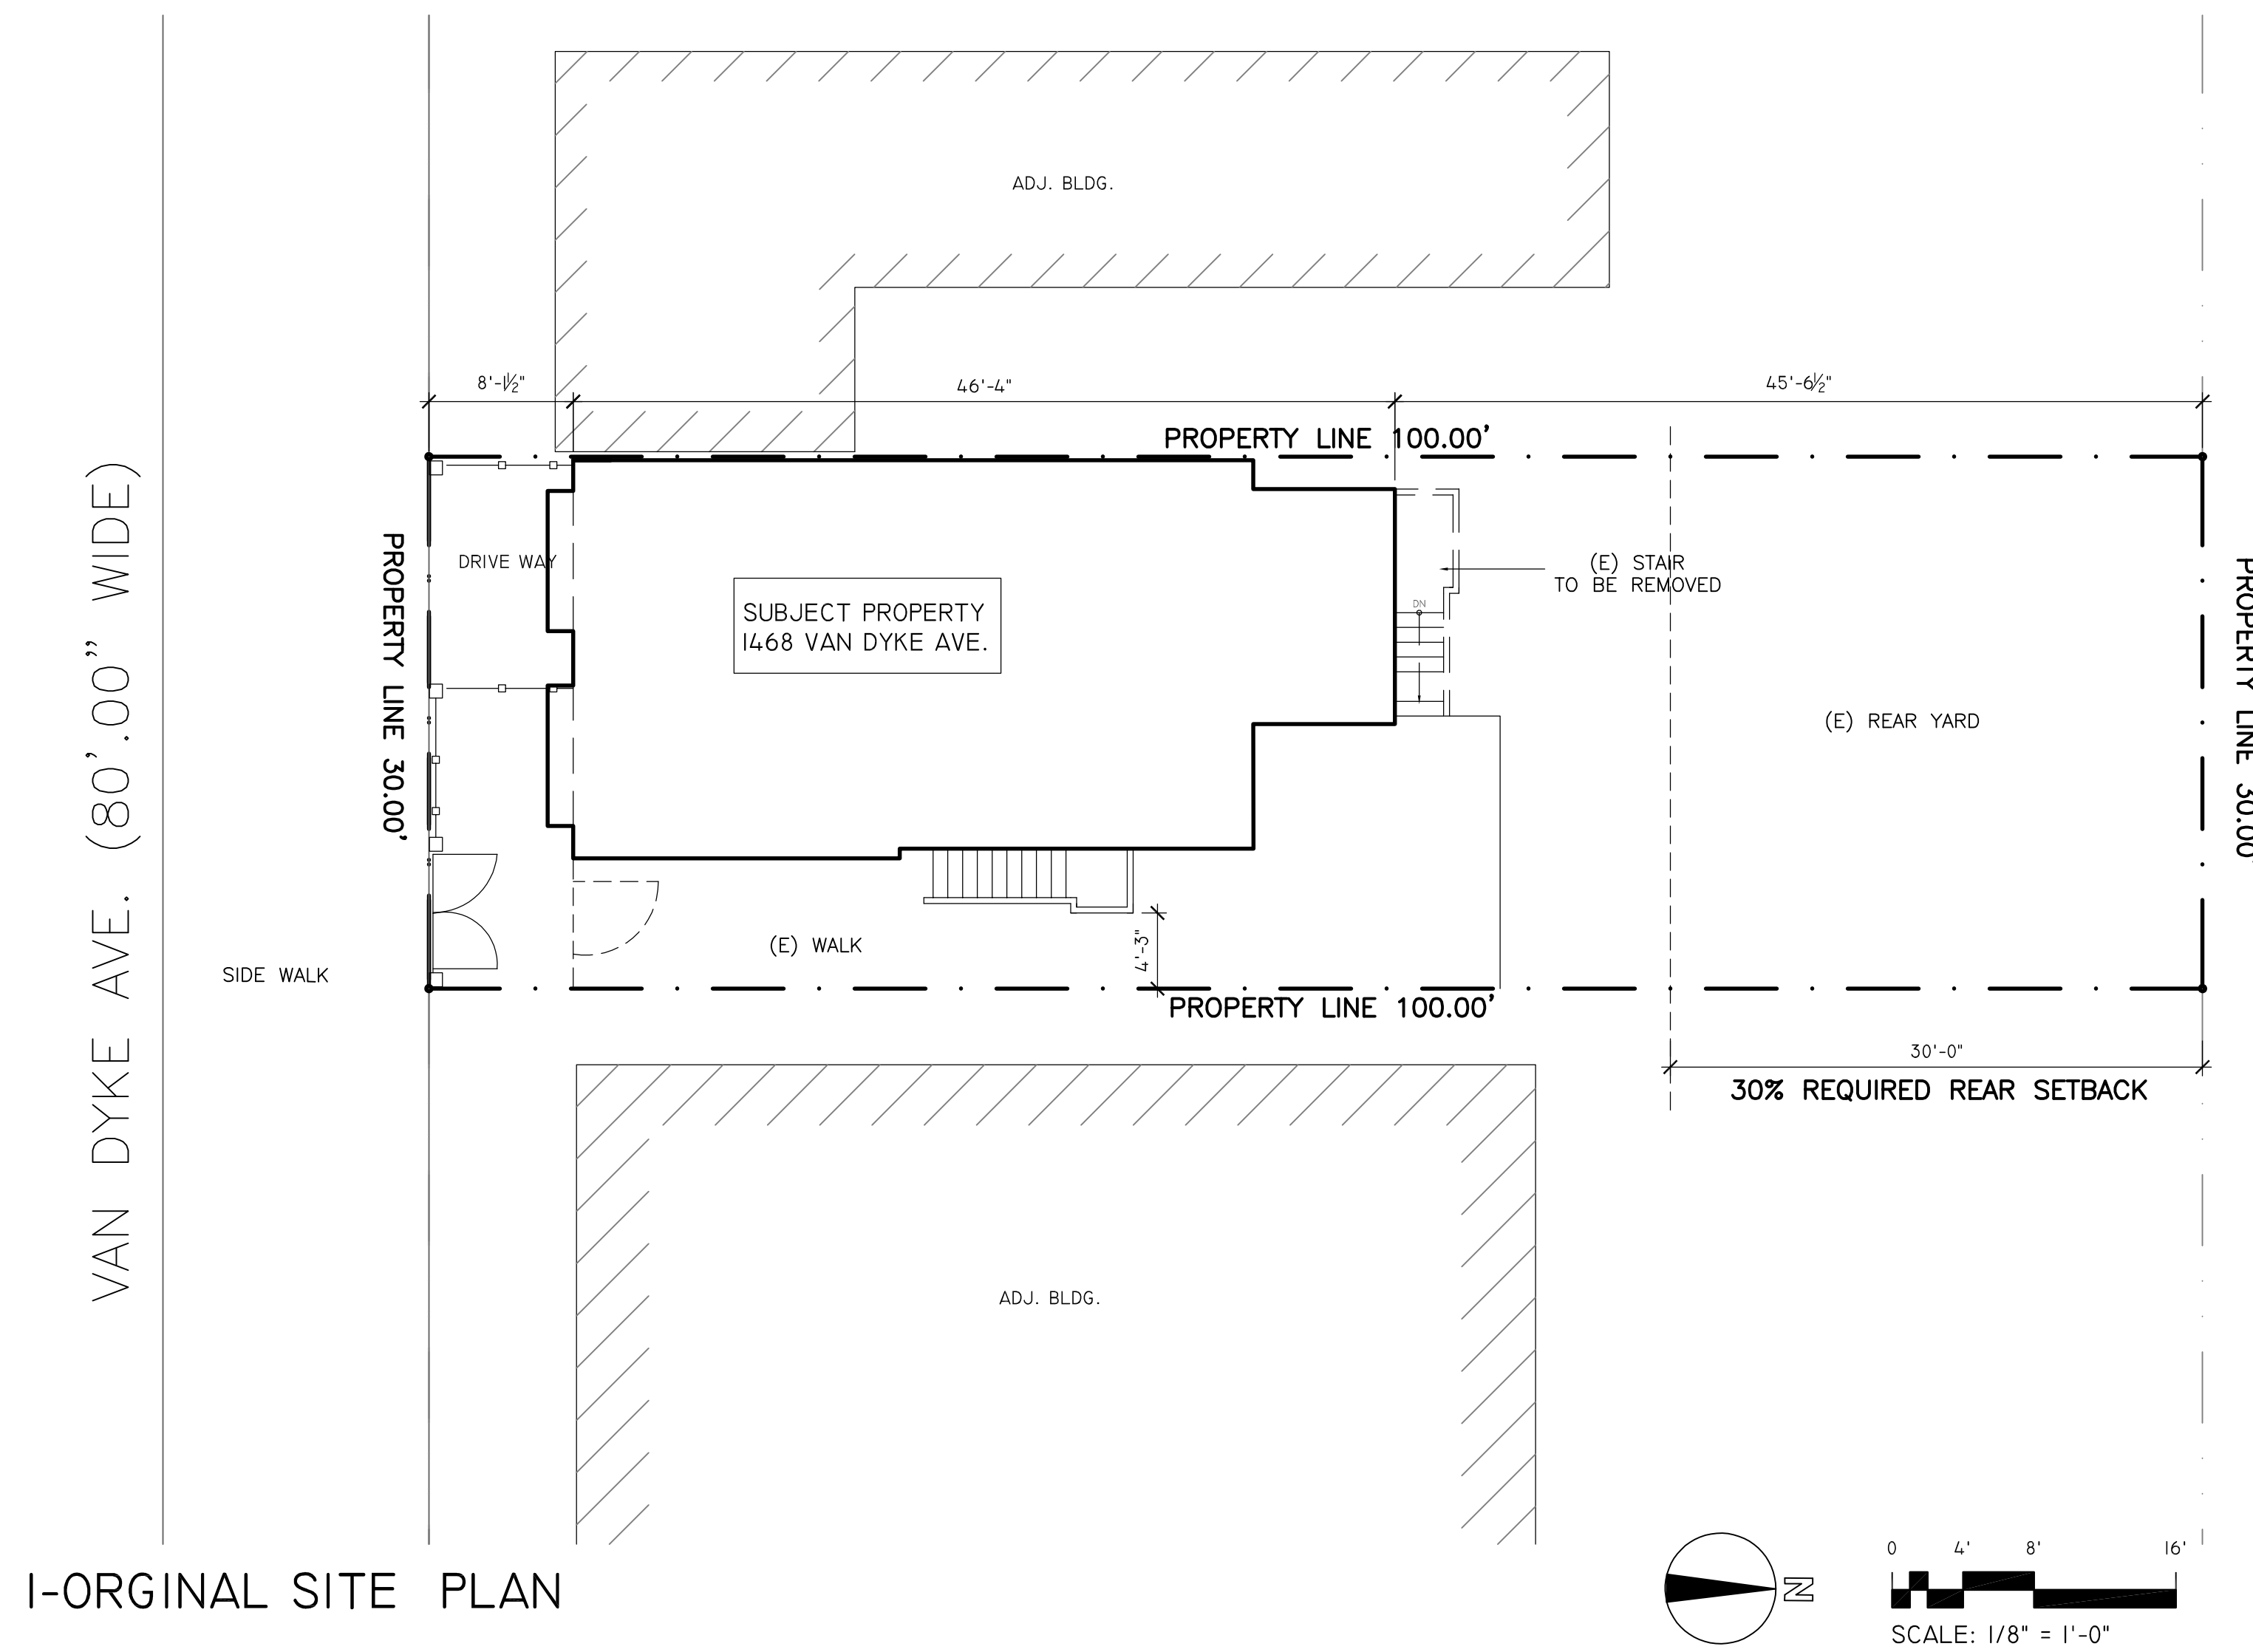 ADJ. BLDG.
8'-1½"
46'-4"
45'-6½"
PROPERTY LINE 100.00'
VAN DYKE AVE. (80'.00" WIDE)
PROPERTY LINE 30.00'
DRIVE WAY
SUBJECT PROPERTY
1468 VAN DYKE AVE.
(E) STAIR
TO BE REMOVED
DN
(E) REAR YARD
PROPERTY LINE 30.00'
(E) WALK
4'-3"
SIDE WALK
PROPERTY LINE 100.00'
30'-0"
30% REQUIRED REAR SETBACK
ADJ. BLDG.
1-ORGINAL SITE PLAN
N
0 4' 8' 16'
SCALE: 1/8" = 1'-0"